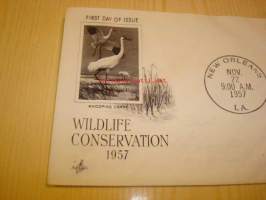 FIRST DAY OF ISSUE
WHOOPING CRANE
WILDLIFE
CONSERVATION
1957
NEW ORLEANS
NOV.
22
9:00 A.M.
1957
LA.